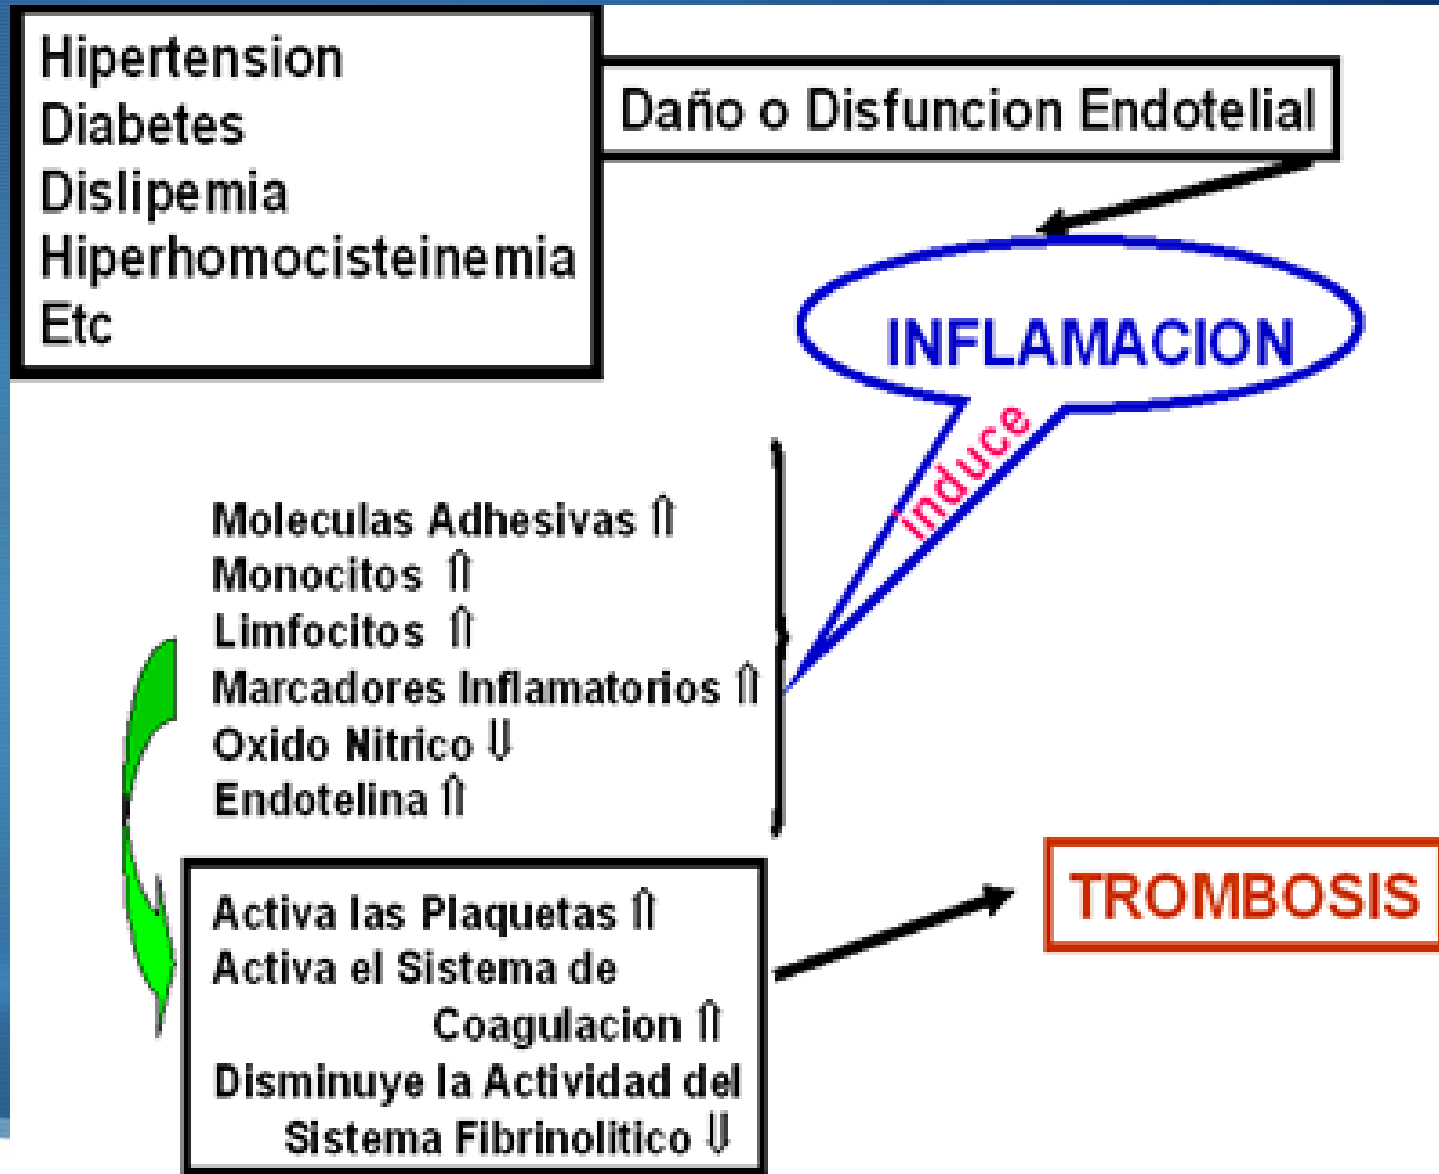 Hipertension
Diabetes
Dislipemia
Hiperhomocisteinemia
Etc
Daño o Disfuncion Endotelial
INFLAMACION
induce
Moleculas Adhesivas ⇑
Monocitos ⇑
Limfocitos ⇑
Marcadores Inflamatorios ⇑
Oxido Nitrico ⇓
Endotelina ⇑
Activa las Plaquetas ⇑
Activa el Sistema de
Coagulacion ⇑
Disminuye la Actividad del
Sistema Fibrinolitico ⇓
TROMBOSIS